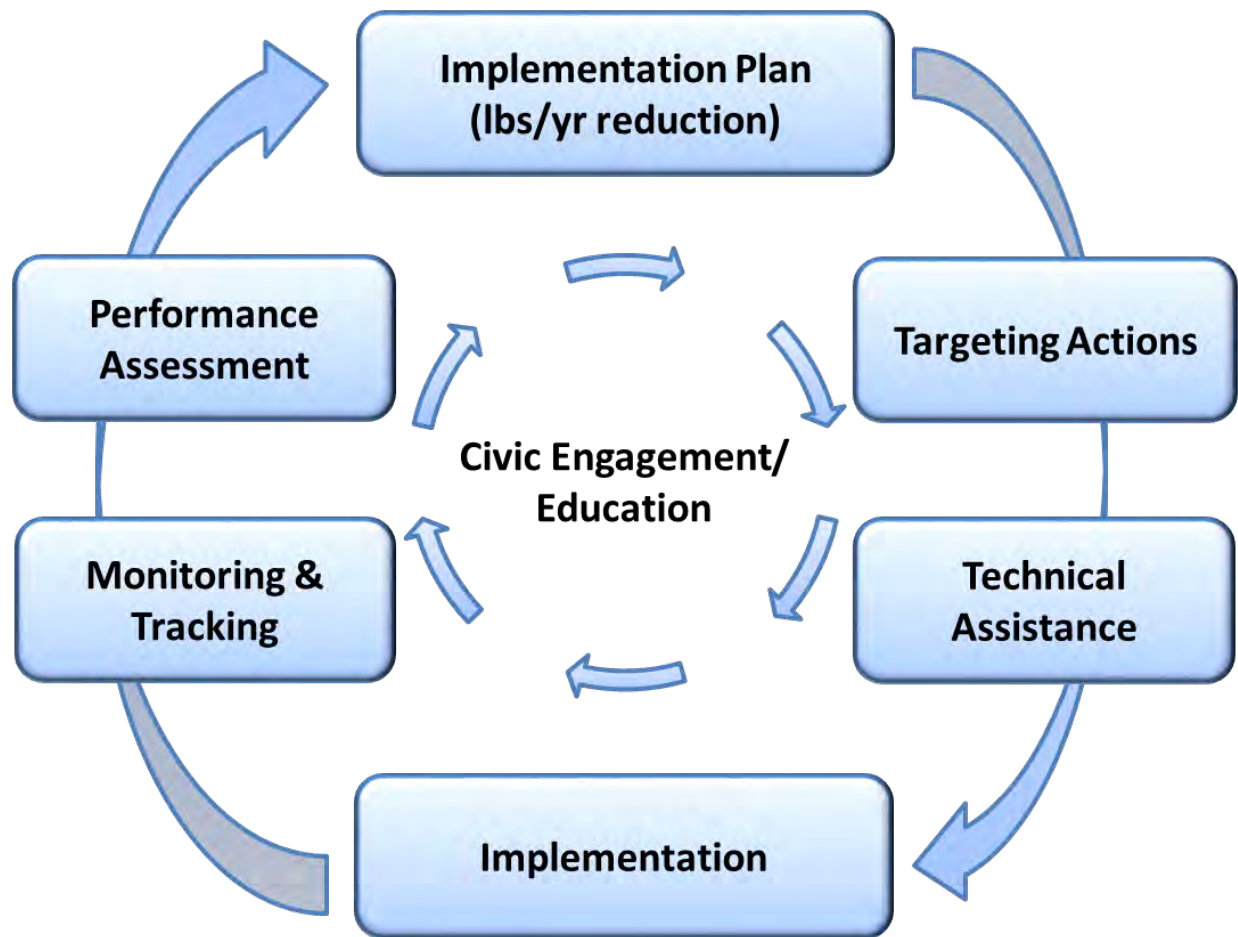 Implementation Plan
(lbs/yr reduction)
Performance
Assessment
Targeting Actions
Civic Engagement/
Education
Monitoring &
Tracking
Technical
Assistance
Implementation